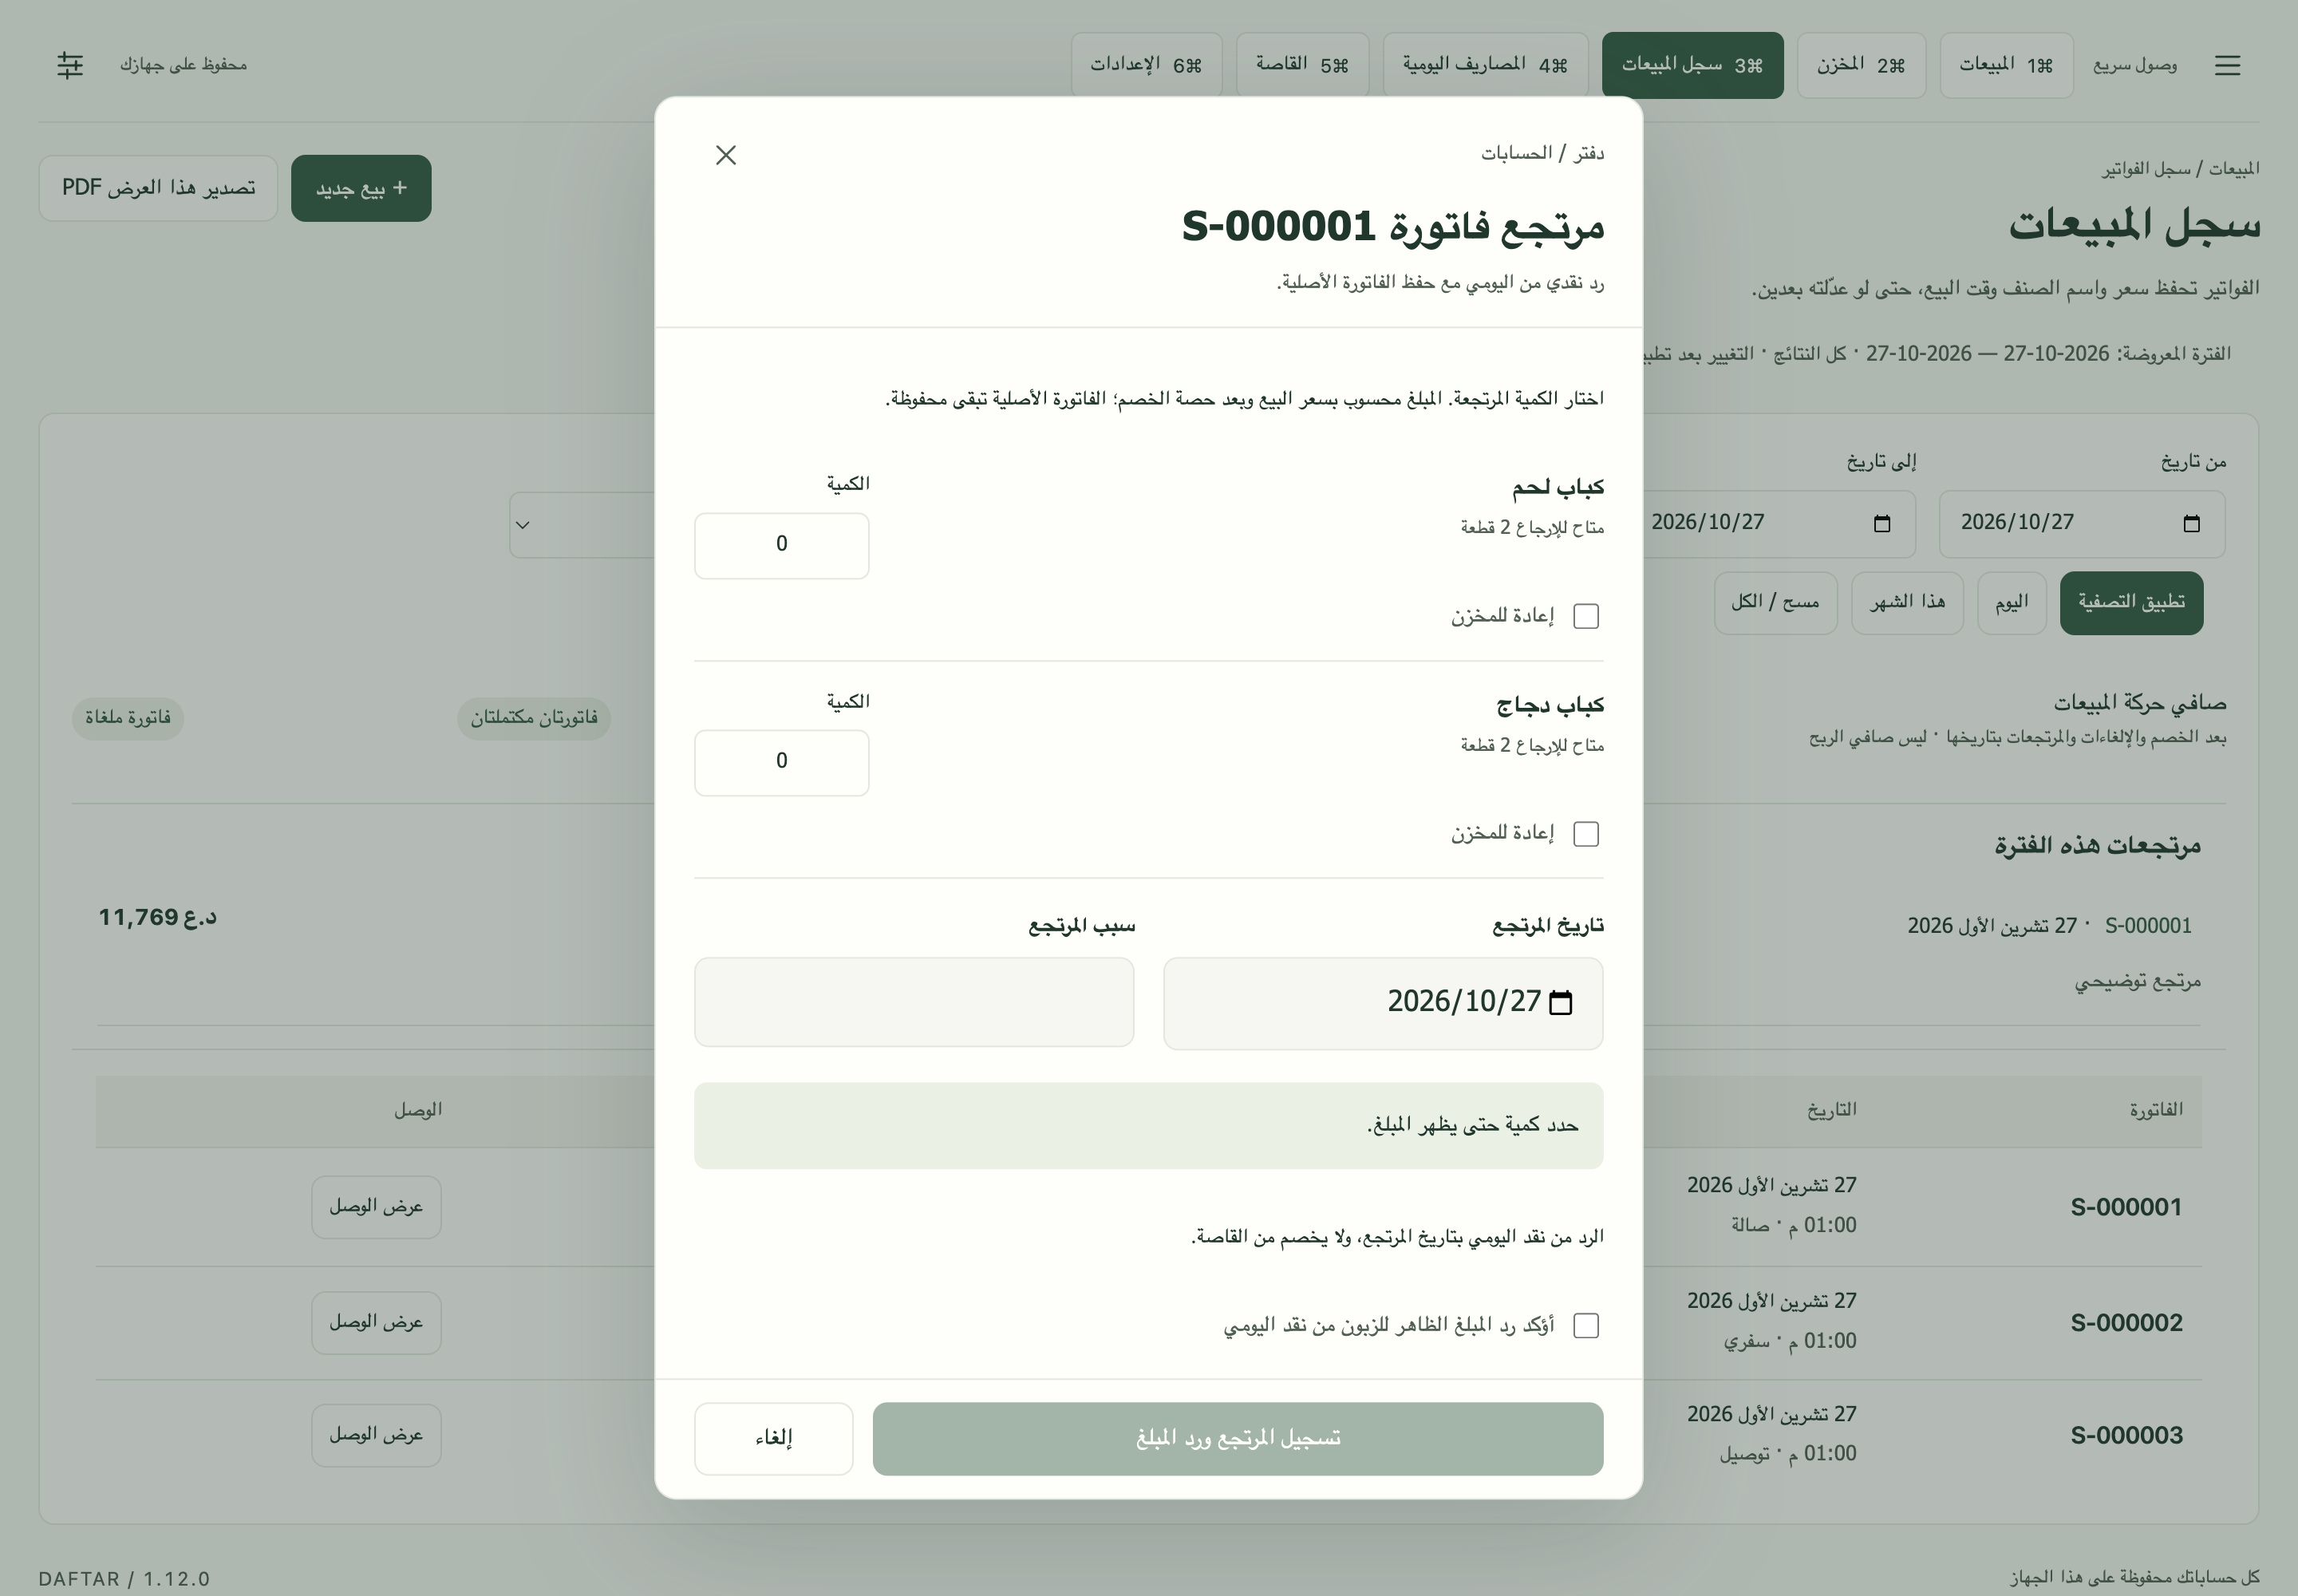 وصول سريع
⌘1 المبيعات
⌘2 المخزن
⌘3 سجل المبيعات
⌘4 المصاريف اليومية
⌘5 القاصة
⌘6 الإعدادات
محفوظ على جهازك
المبيعات / سجل الفواتير
سجل المبيعات
الفواتير تحفظ سعر واسم الصنف وقت البيع، حتى لو عدّلته بعدين.
+ بيع جديد
تصدير هذا العرض PDF
الفترة المعروضة: 2026-10-27 — 2026-10-27 · كل النتائج · التغيير بعد
من تاريخ
2026/10/27
إلى تاريخ
2026/10/27
تطبيق التصفية
اليوم
هذا الشهر
مسح / الكل
صافي حركة المبيعات
بعد الخصم والإلغاءات والمرتجعات بتاريخها · ليس صافي الربح
فاتورتان مكتملتان
فاتورة ملغاة
مرتجعات هذه الفترة
S-000001 · 27 تشرين الأول 2026
مرتجع توضيحي
11,769 د.ع
الفاتورة
التاريخ
الوصل
S-000001
27 تشرين الأول 2026
01:00 م · صالة
عرض الوصل
S-000002
27 تشرين الأول 2026
01:00 م · سفري
عرض الوصل
S-000003
27 تشرين الأول 2026
01:00 م · توصيل
عرض الوصل
دفتر / الحسابات
مرتجع فاتورة S-000001
رد نقدي من اليومي مع حفظ الفاتورة الأصلية.
اختار الكمية المرتجعة. المبلغ محسوب بسعر البيع وبعد حصة الخصم؛ الفاتورة الأصلية تبقى محفوظة.
كباب لحم
متاح للإرجاع 2 قطعة
الكمية
0
إعادة للمخزن
كباب دجاج
متاح للإرجاع 2 قطعة
الكمية
0
إعادة للمخزن
تاريخ المرتجع
2026/10/27
سبب المرتجع
حدد كمية حتى يظهر المبلغ.
الرد من نقد اليومي بتاريخ المرتجع، ولا يخصم من القاصة.
أؤكد رد المبلغ الظاهر للزبون من نقد اليومي
تسجيل المرتجع ورد المبلغ
إلغاء
كل حساباتك محفوظة على هذا الجهاز
DAFTAR / 1.12.0